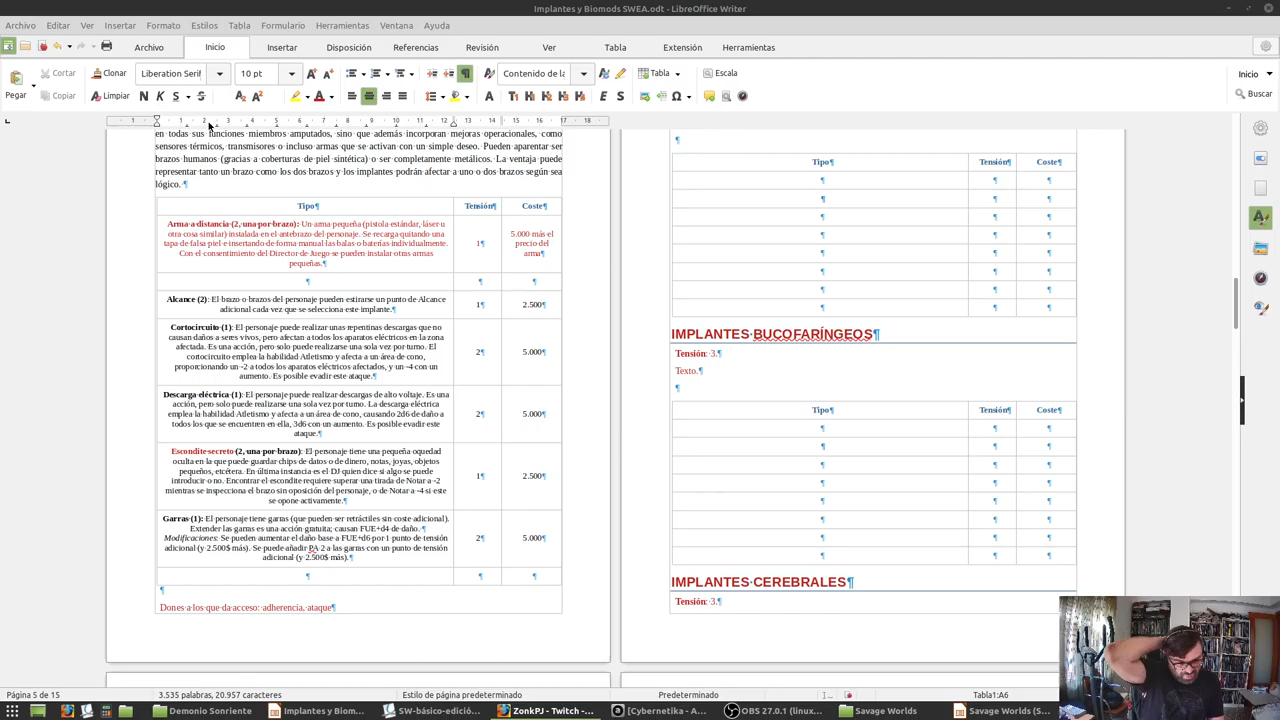 Implantes y Biomods SWEA.odt - LibreOffice Writer
Archivo Editar Ver Insertar Formato Estilos Tabla Formulario Herramientas Ventana Ayuda
Archivo Inicio Insertar Disposición Referencias Revisión Ver Tabla Extensión Herramientas
Pegar Cortar Clonar Liberation Serif 10 pt Contenido de la Tabla Escala Inicio
Copiar Limpiar Buscar
en todas sus funciones miembros amputados, sino que además incorporan mejoras operacionales, como
sensores térmicos, transmisores o incluso armas que se activan con un simple deseo. Pueden aparentar ser
brazos humanos (gracias a coberturas de piel sintética) o ser completamente metálicos. La ventaja puede
representar tanto un brazo como los dos brazos y los implantes podrán afectar a uno o dos brazos según sea
lógico.¶
Tipo¶ Tensión¶ Coste¶
Arma a distancia (2, una por brazo): Un arma pequeña (pistola estándar, láser u
otra cosa similar) instalada en el antebrazo del personaje. Se recarga quitando una
tapa de falsa piel e insertando de forma manual las balas o baterías individualmente.
Con el consentimiento del Director de Juego se pueden instalar otras armas
pequeñas.¶
1¶
5.000 más el
precio del
arma¶
Alcance (2): El brazo o brazos del personaje pueden estirarse un punto de Alcance
adicional cada vez que se selecciona este implante.¶
1¶ 2.500¶
Cortocircuito (1): El personaje puede realizar unas repentinas descargas que no
causan daños a seres vivos, pero afectan a todos los aparatos eléctricos en la zona
afectada. Es una acción, pero solo puede realizarse una sola vez por turno. El
cortocircuito emplea la habilidad Atletismo y afecta a un área de cono,
proporcionando un -2 a todos los aparatos eléctricos afectados, y un -4 con un
aumento. Es posible evadir este ataque.¶
2¶ 5.000¶
Descarga eléctrica (1): El personaje puede realizar descargas de alto voltaje. Es una
acción, pero solo puede realizarse una sola vez por turno. La descarga eléctrica
emplea la habilidad Atletismo y afecta a un área de cono, causando 2d6 de daño a
todos los que se encuentren en ella, 3d6 con un aumento. Es posible evadir este
ataque.¶
2¶ 5.000¶
Escondite secreto (2, una por brazo): El personaje tiene una pequeña oquedad
oculta en la que puede guardar chips de datos o de dinero, notas, joyas, objetos
pequeños, etcétera. En última instancia es el DJ quien dice si algo se puede
introducir o no. Encontrar el escondite requiere superar una tirada de Notar a -2
mientras se inspecciona el brazo sin oposición del personaje, o de Notar a -4 si este
se opone activamente.¶
1¶ 2.500¶
Garras (1): El personaje tiene garras (que pueden ser retráctiles sin coste adicional).
Extender las garras es una acción gratuita; causan FUE+d4 de daño.¶
Modificaciones: Se pueden aumentar el daño base a FUE+d6 por 1 punto de tensión
adicional (y 2.500$ más). Se puede añadir PA 2 a las garras con un punto de tensión
adicional (y 2.500$ más).¶
2¶ 5.000¶
Dones a los que da acceso: adherencia, ataque¶
Tipo¶ Tensión¶ Coste¶
IMPLANTES BUCOFARÍNGEOS¶
Tensión: 3.¶
Texto.¶
Tipo¶ Tensión¶ Coste¶
IMPLANTES CEREBRALES¶
Tensión: 3.¶
Página 5 de 15 3.535 palabras, 20.957 caracteres Estilo de página predeterminado Predeterminado Tabla1:A6
Demonio Sonriente Implantes y Biom... SW-básico-edició... ZonkPJ - Twitch -... [Cybernetika - A... OBS 27.0.1 (linux... Savage Worlds Savage Worlds (S...